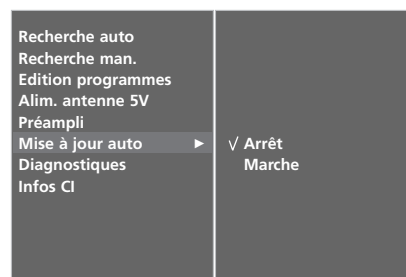 Recherche auto
Recherche man.
Edition programmes
Alim. antenne 5V
Préampli
Mise à jour auto ► √ Arrêt
Marche
Diagnostiques
Infos CI